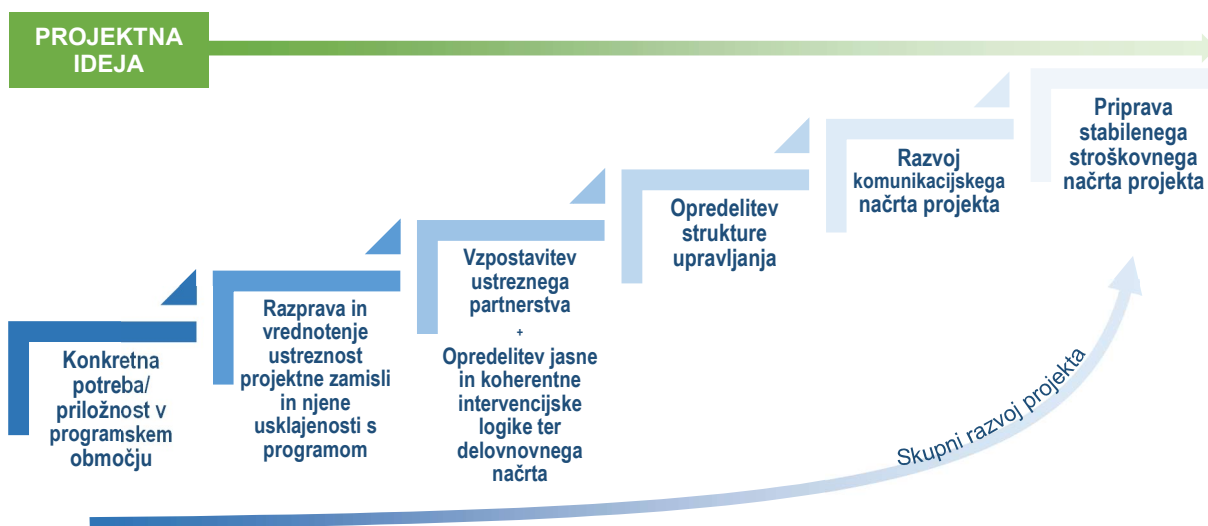 PROJEKTNA
IDEJA
Konkretna
potreba/
priložnost v
programskem
območju
Razprava in
vrednotenje
ustreznost
projektne zamisli
in njene
usklajenosti s
programom
Vzpostavitev
ustreznega
partnerstva
+
Opredelitev jasne
in koherentne
intervencijske
logike ter
delovnovnega
načrta
Opredelitev
strukture
upravljanja
Razvoj
komunikacijskega
načrta projekta
Priprava
stabilenega
stroškovnega
načrta projekta
Skupni razvoj projekta